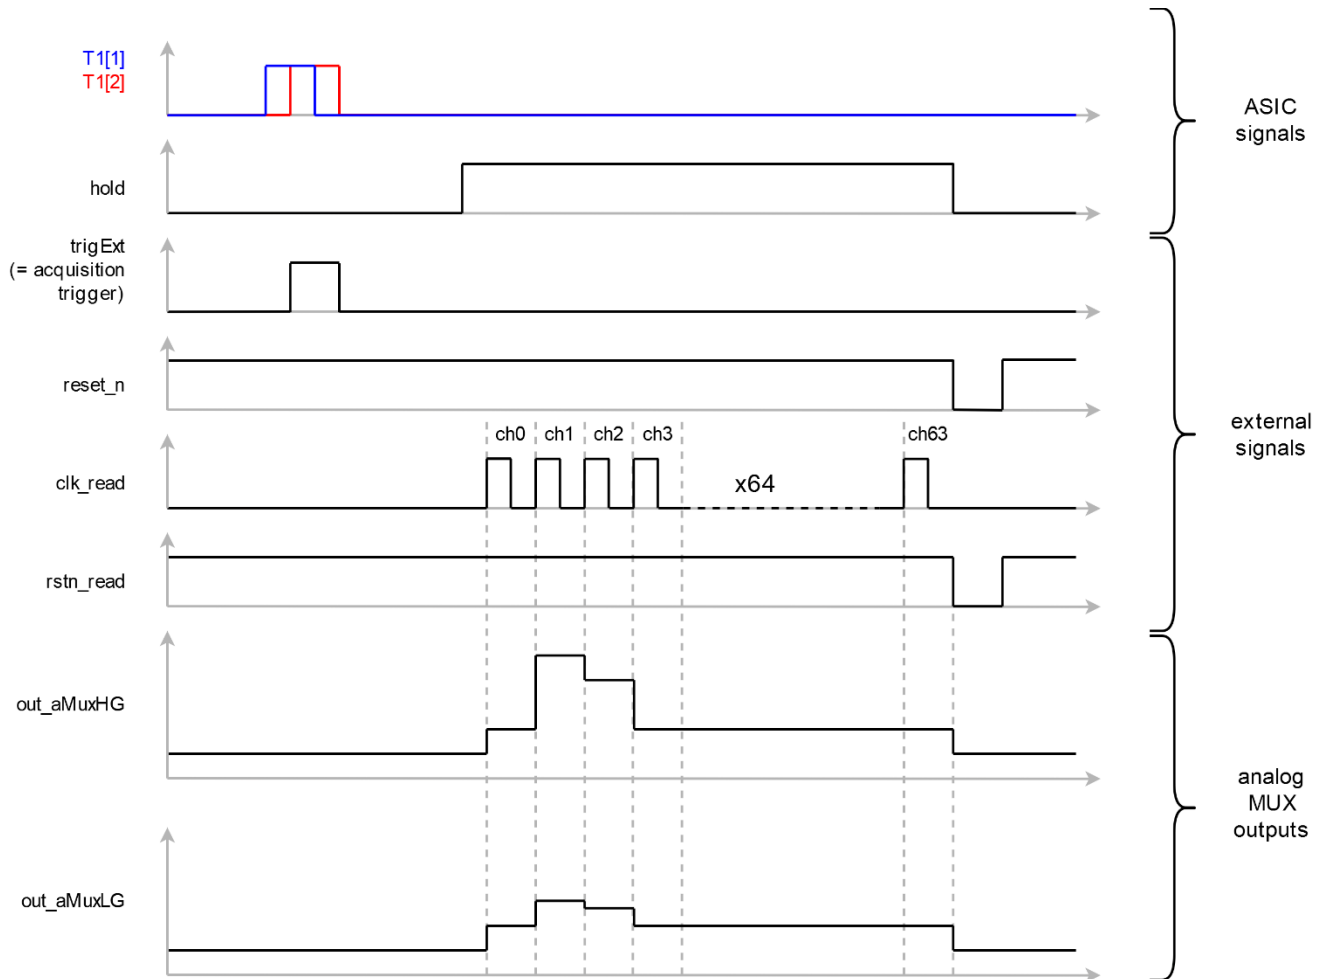 T1[1]
T1[2]
ASIC
signals
hold
trigExt
(= acquisition
trigger)
reset_n
external
signals
ch0 ch1 ch2 ch3 ch63
clk_read
x64
rstn_read
out_aMuxHG
analog
MUX
outputs
out_aMuxLG